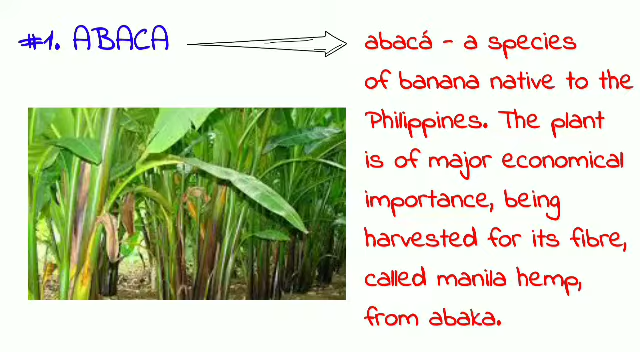 #1. ABACA
abacá - a species
of banana native to the
Philippines. The plant
is of major economical
importance, being
harvested for its fibre,
called manila hemp,
from abaka.